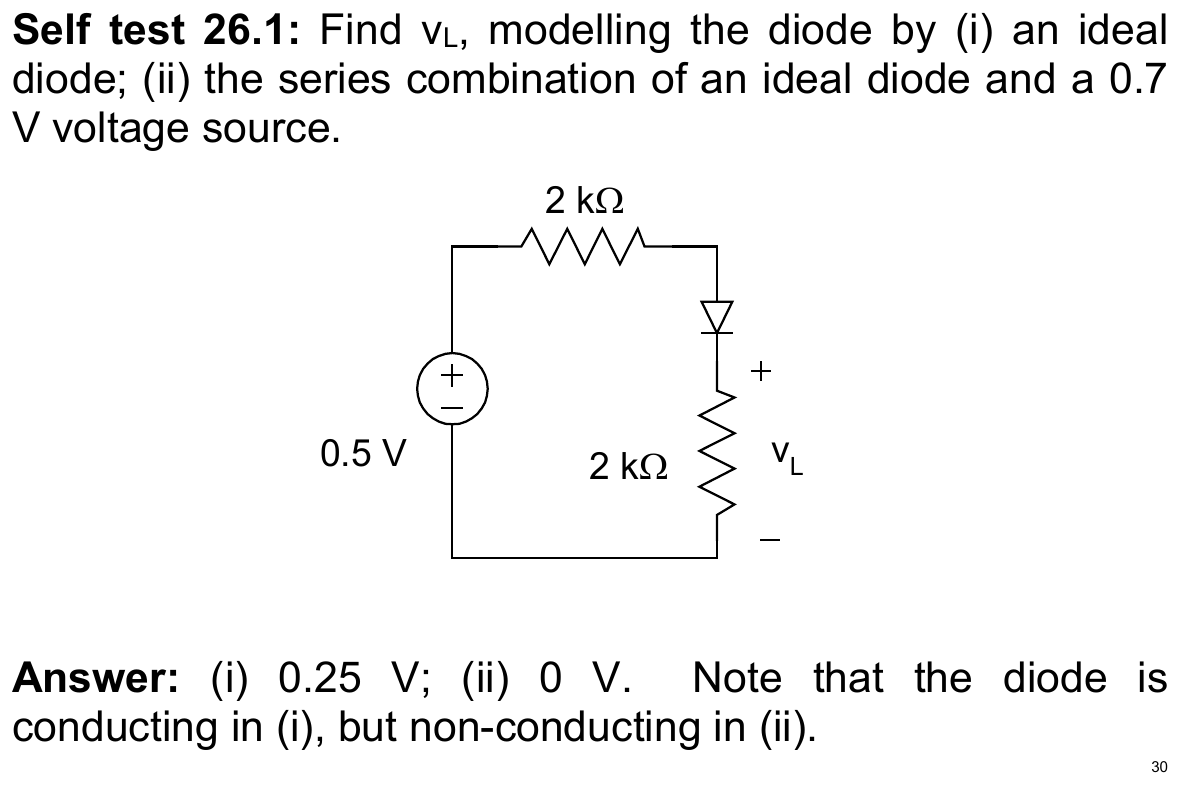 Self test 26.1: Find vL, modelling the diode by (i) an ideal
diode; (ii) the series combination of an ideal diode and a 0.7
V voltage source.
2 kΩ
+
+
–
0.5 V
2 kΩ
vL
–
Answer: (i) 0.25 V; (ii) 0 V. Note that the diode is
conducting in (i), but non-conducting in (ii).
30